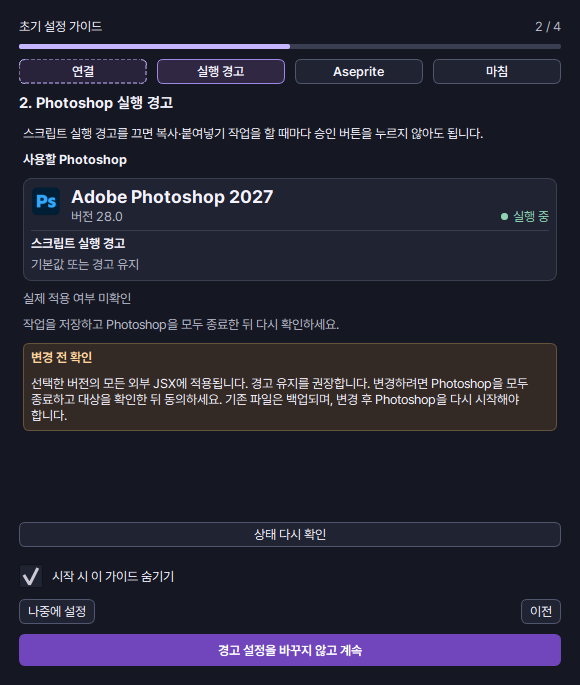 초기 설정 가이드
2 / 4
연결
실행 경고
Aseprite
마침
2. Photoshop 실행 경고
스크립트 실행 경고를 끄면 복사·붙여넣기 작업을 할 때마다 승인 버튼을 누르지 않아도 됩니다.
사용할 Photoshop
Ps
Adobe Photoshop 2027
버전 28.0
실행 중
스크립트 실행 경고
기본값 또는 경고 유지
실제 적용 여부 미확인
작업을 저장하고 Photoshop을 모두 종료한 뒤 다시 확인하세요.
변경 전 확인
선택한 버전의 모든 외부 JSX에 적용됩니다. 경고 유지를 권장합니다. 변경하려면 Photoshop을 모두
종료하고 대상을 확인한 뒤 동의하세요. 기존 파일은 백업되며, 변경 후 Photoshop을 다시 시작해야
합니다.
상태 다시 확인
시작 시 이 가이드 숨기기
나중에 설정
이전
경고 설정을 바꾸지 않고 계속